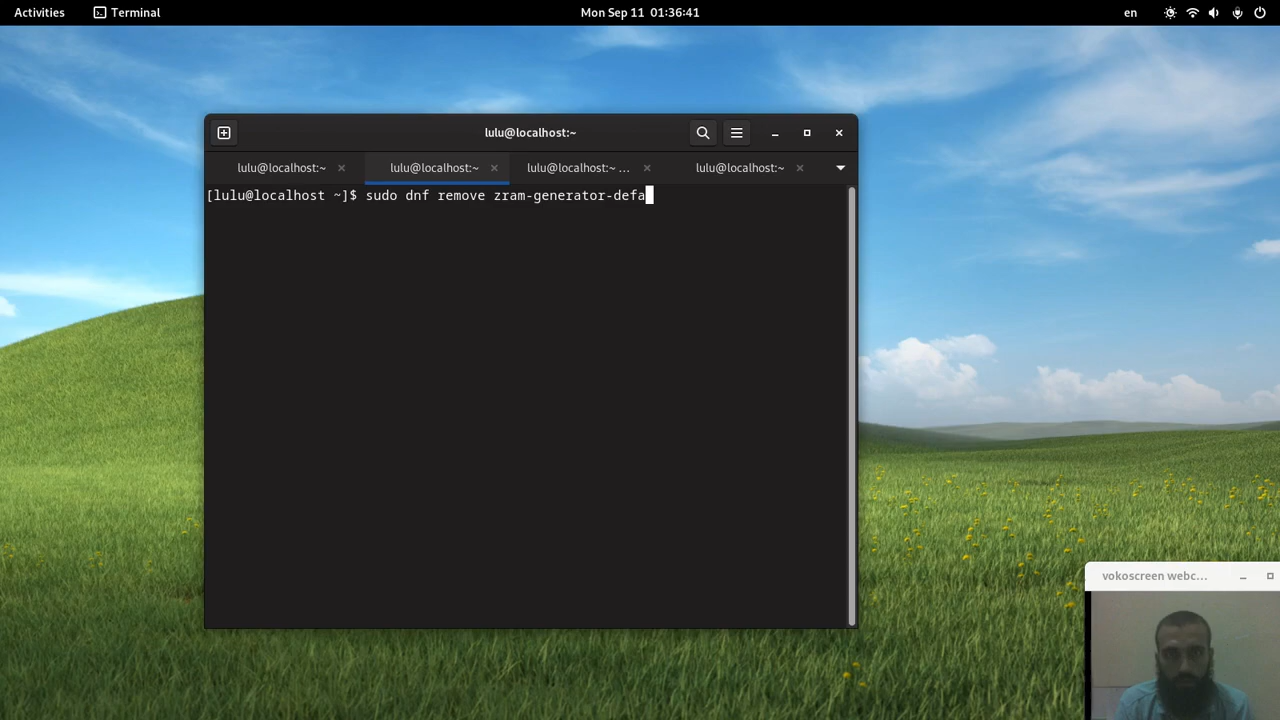 Activities
Terminal
Mon Sep 11 01:36:41
en
lulu@localhost:~
lulu@localhost:~
lulu@localhost:~
lulu@localhost:~ ...
lulu@localhost:~
[lulu@localhost ~]$ sudo dnf remove zram-generator-defa
vokoscreen webc...